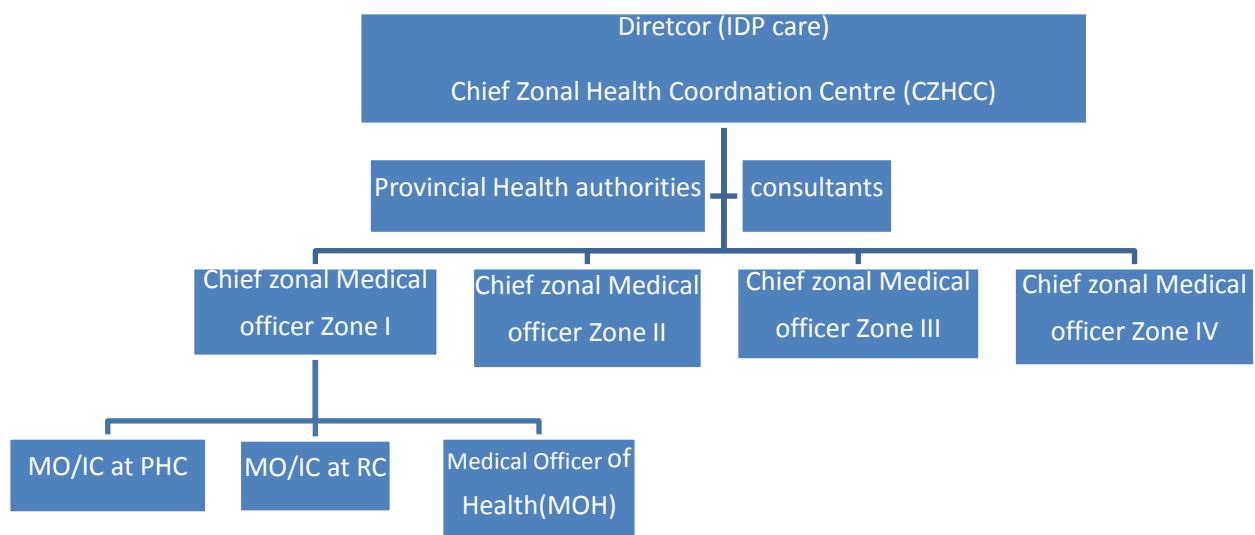 Diretcor (IDP care)
Chief Zonal Health Coordnation Centre (CZHCC)
Provincial Health authorities
consultants
Chief zonal Medical
officer Zone I
Chief zonal Medical
officer Zone II
Chief zonal Medical
officer Zone III
Chief zonal Medical
officer Zone IV
MO/IC at PHC
MO/IC at RC
Medical Officer of
Health(MOH)